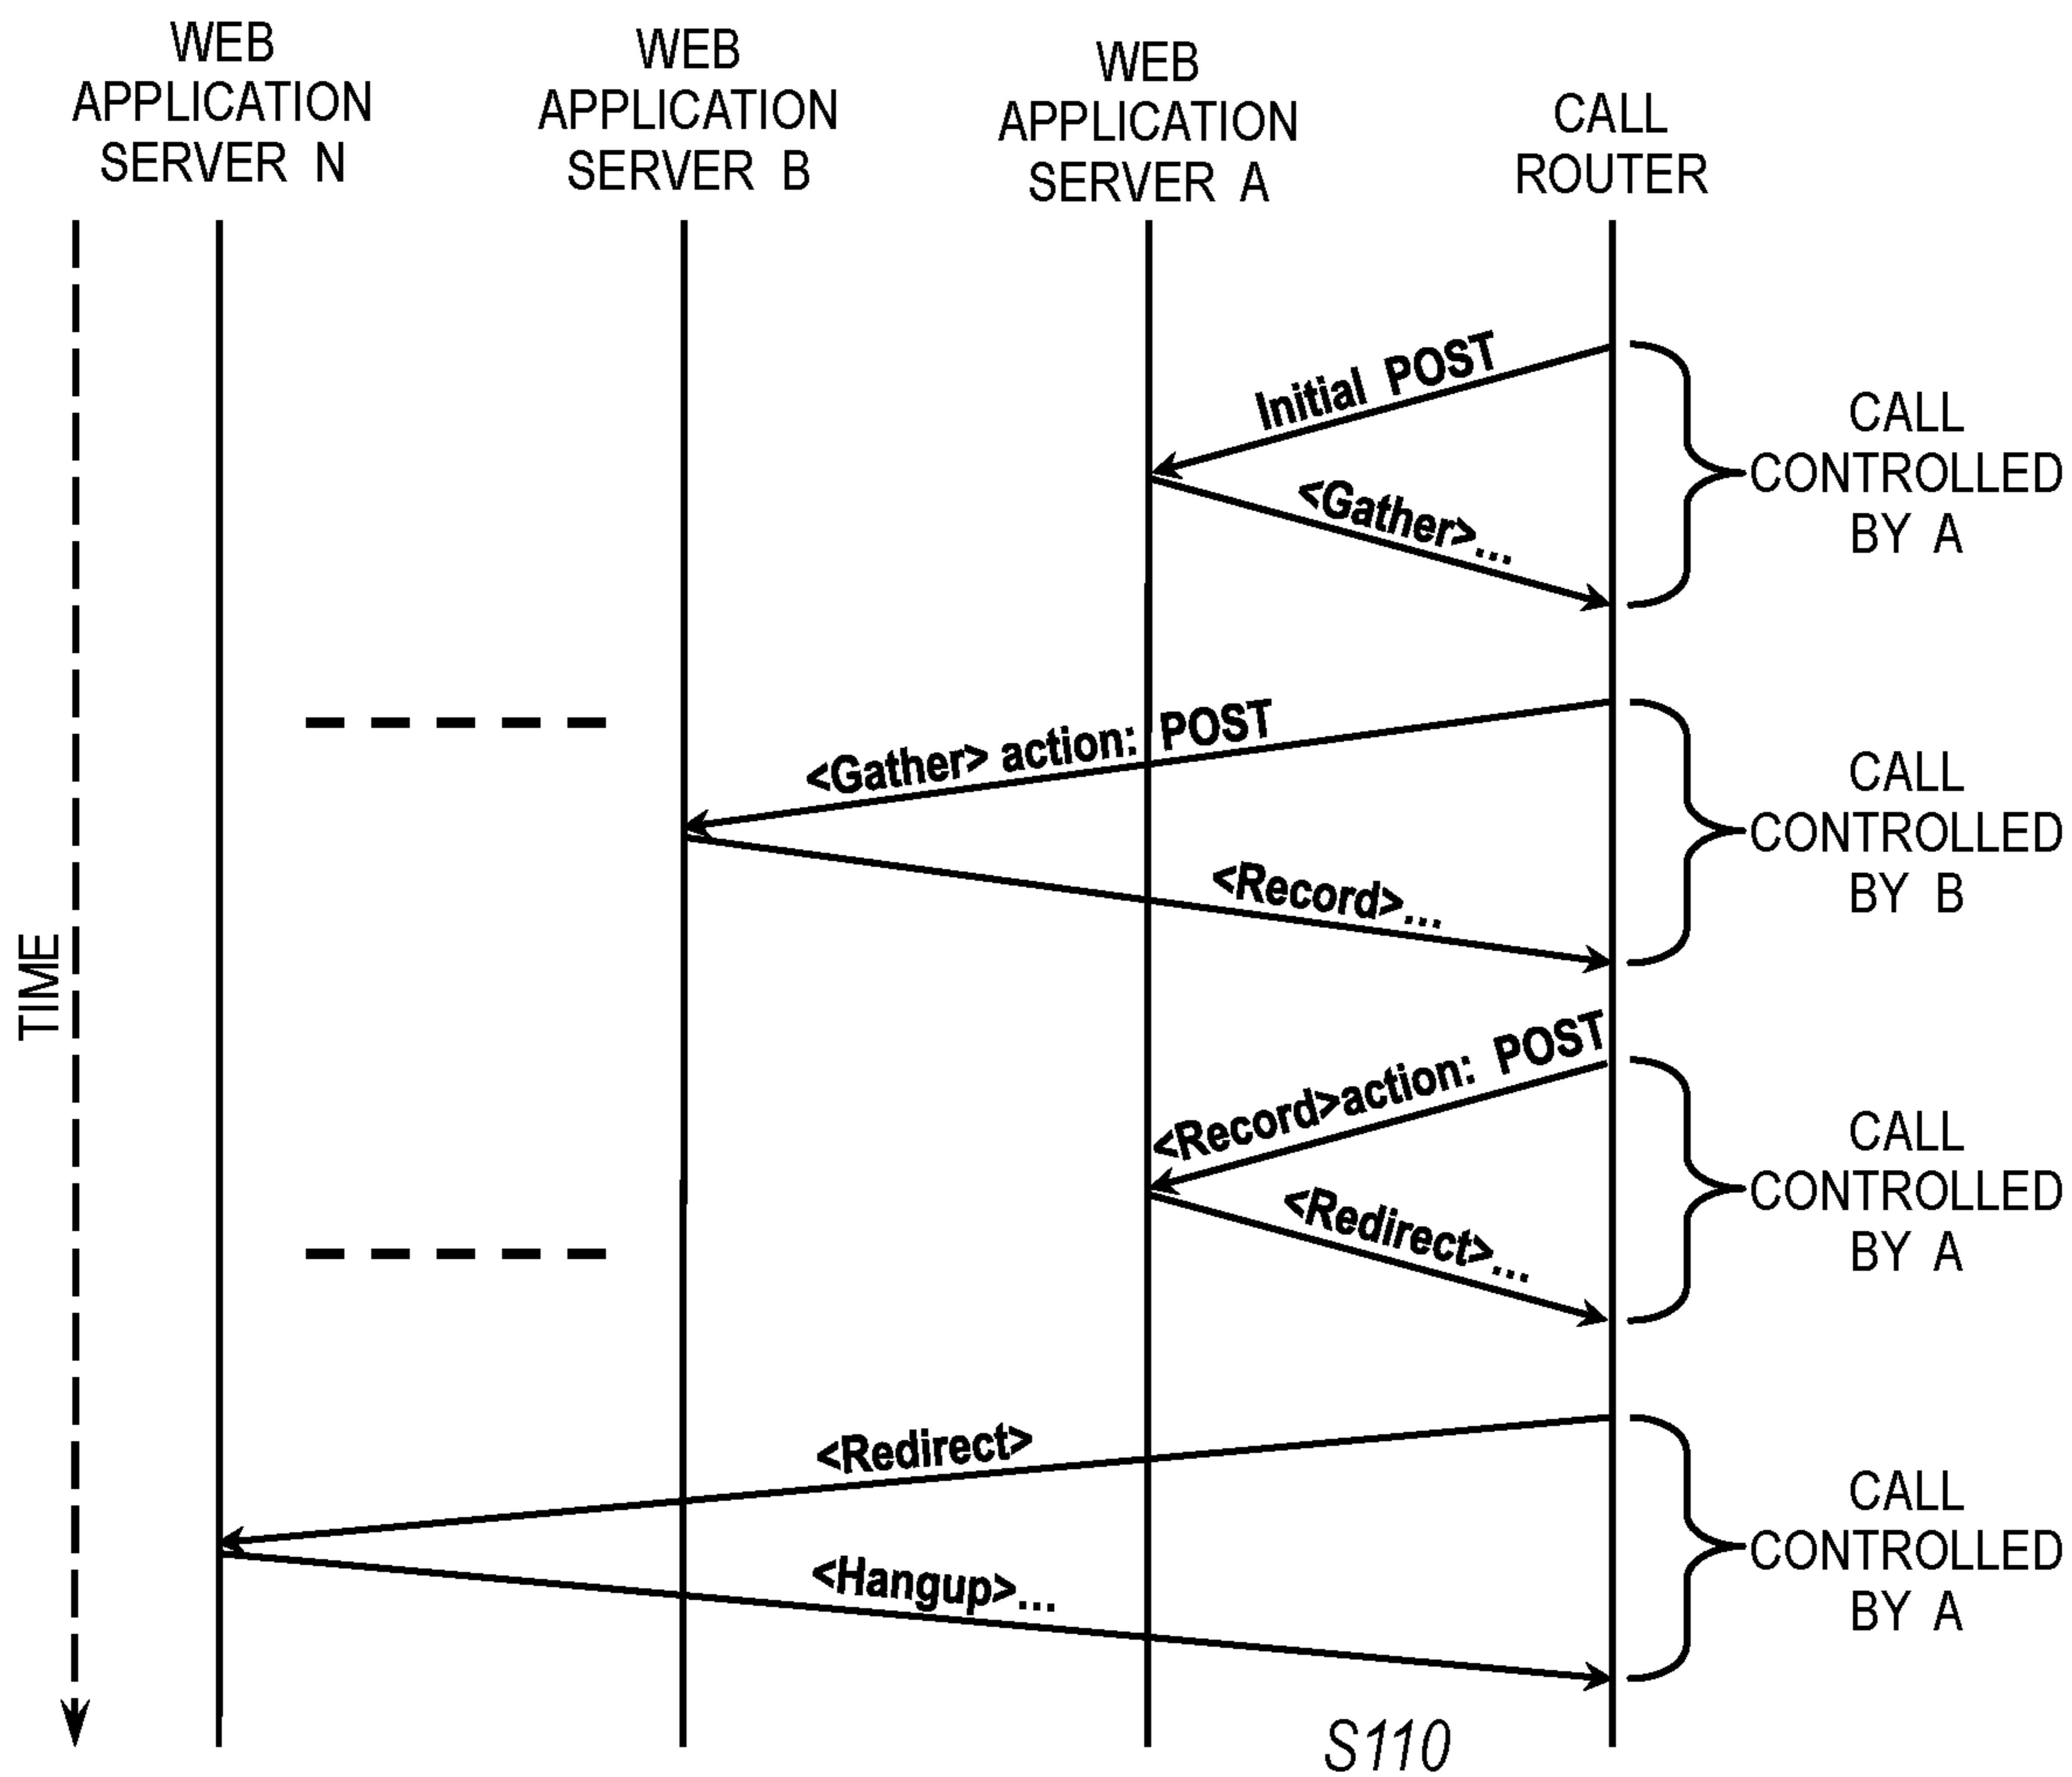 WEB
APPLICATION
SERVER N
WEB
APPLICATION
SERVER B
WEB
APPLICATION
SERVER A
CALL
ROUTER
TIME
Initial POST
<Gather>...
CALL
CONTROLLED
BY A
<Gather> action: POST
<Record>...
CALL
CONTROLLED
BY B
<Record>action: POST
<Redirect>...
CALL
CONTROLLED
BY A
<Redirect>
<Hangup>...
CALL
CONTROLLED
BY A
S110